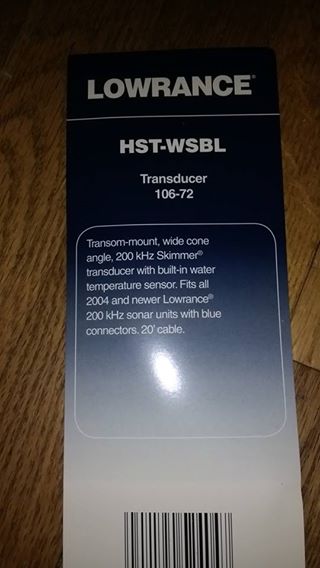 LOWRANCE®
HST-WSBL
Transducer
106-72
Transom-mount, wide cone
angle, 200 kHz Skimmer®
transducer with built-in water
temperature sensor. Fits all
2004 and newer Lowrance®
200 kHz sonar units with blue
connectors. 20' cable.